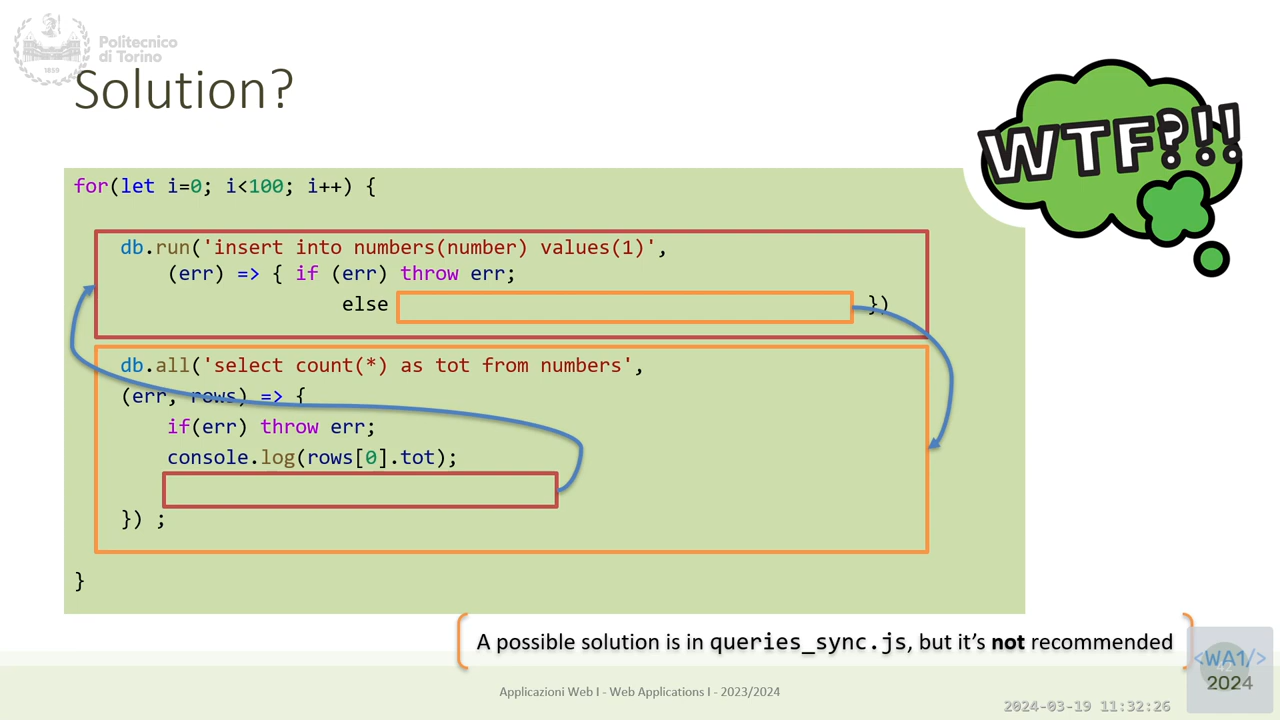 Politecnico
di Torino
1859
Solution?
WTF?!!
for(let i=0; i<100; i++) {
db.run('insert into numbers(number) values(1)',
(err) => { if (err) throw err;
else })
db.all('select count(*) as tot from numbers',
(err, rows) => {
if(err) throw err;
console.log(rows[0].tot);
}) ;
}
A possible solution is in queries_sync.js, but it’s not recommended
<WA1/>
2024
Applicazioni Web I - Web Applications I - 2023/2024
2024-03-19 11:32:26